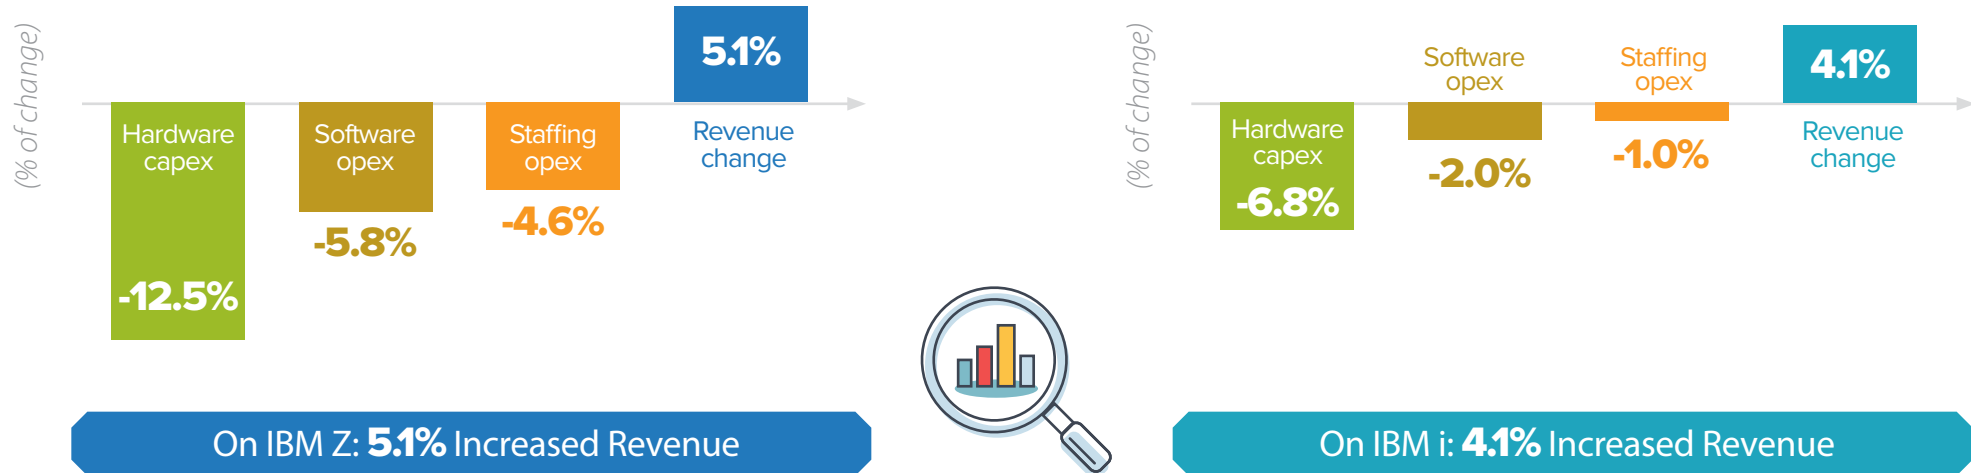 (% of change)
Hardware
capex
-12.5%
Software
opex
-5.8%
Staffing
opex
-4.6%
5.1%
Revenue
change
On IBM Z: 5.1% Increased Revenue
(% of change)
Hardware
capex
-6.8%
Software
opex
-2.0%
Staffing
opex
-1.0%
4.1%
Revenue
change
On IBM i: 4.1% Increased Revenue